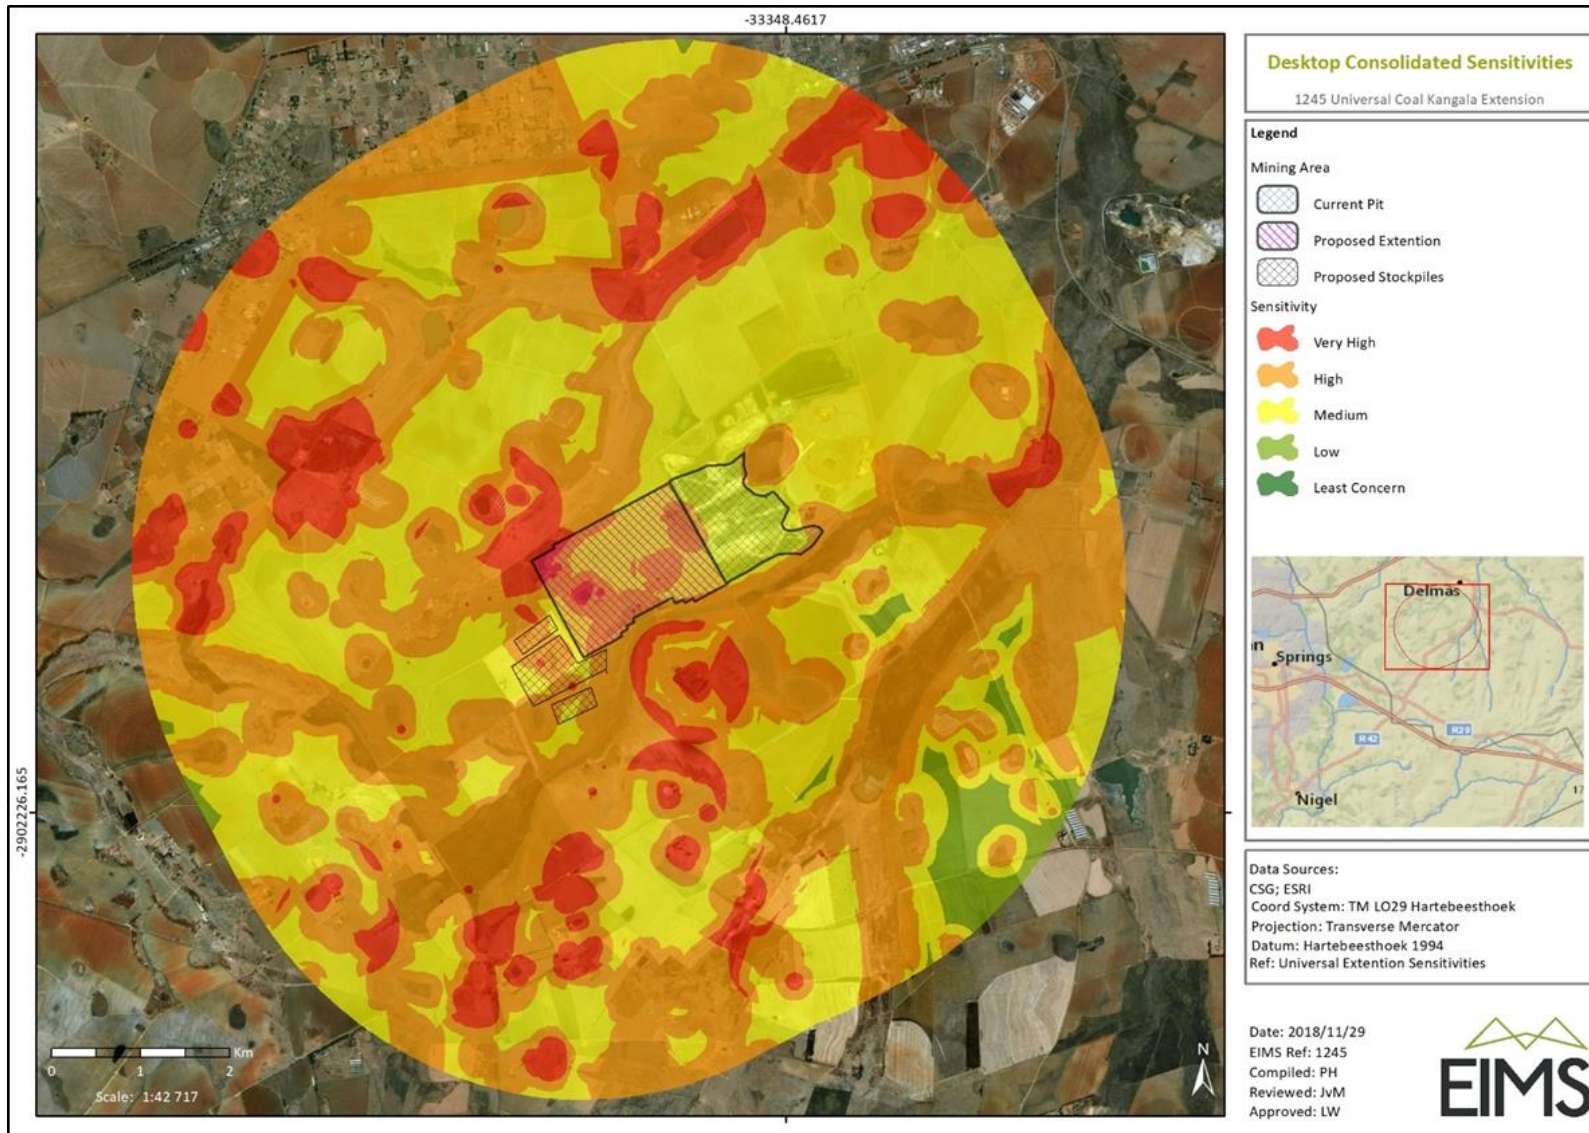 -33348.4617
-2902226.165
Km
0 1 2
Scale: 1:42 717
N
Desktop Consolidated Sensitivities
1245 Universal Coal Kangala Extension
Legend
Mining Area
Current Pit
Proposed Extention
Proposed Stockpiles
Sensitivity
Very High
High
Medium
Low
Least Concern
Delmas
Springs
R42
R29
Nigel
17
Data Sources:
CSG; ESRI
Coord System: TM LO29 Hartebeesthoek
Projection: Transverse Mercator
Datum: Hartebeesthoek 1994
Ref: Universal Extention Sensitivities
Date: 2018/11/29
EIMS Ref: 1245
Compiled: PH
Reviewed: JvM
Approved: LW
EIMS